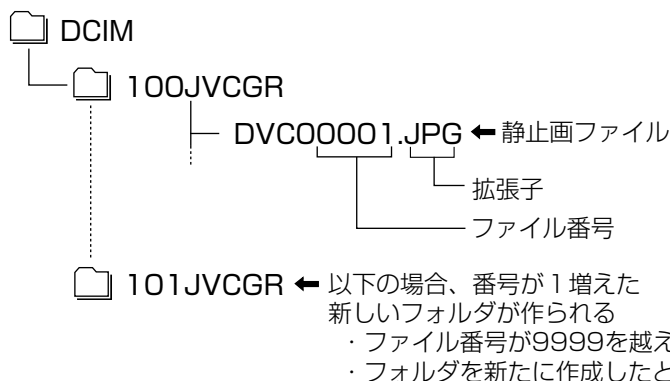 DCIM
100JVCGR
DVC00001.JPG ← 静止画ファイル
拡張子
ファイル番号
101JVCGR ← 以下の場合、番号が1増えた
新しいフォルダが作られる
・ファイル番号が9999を越え
・フォルダを新たに作成したと